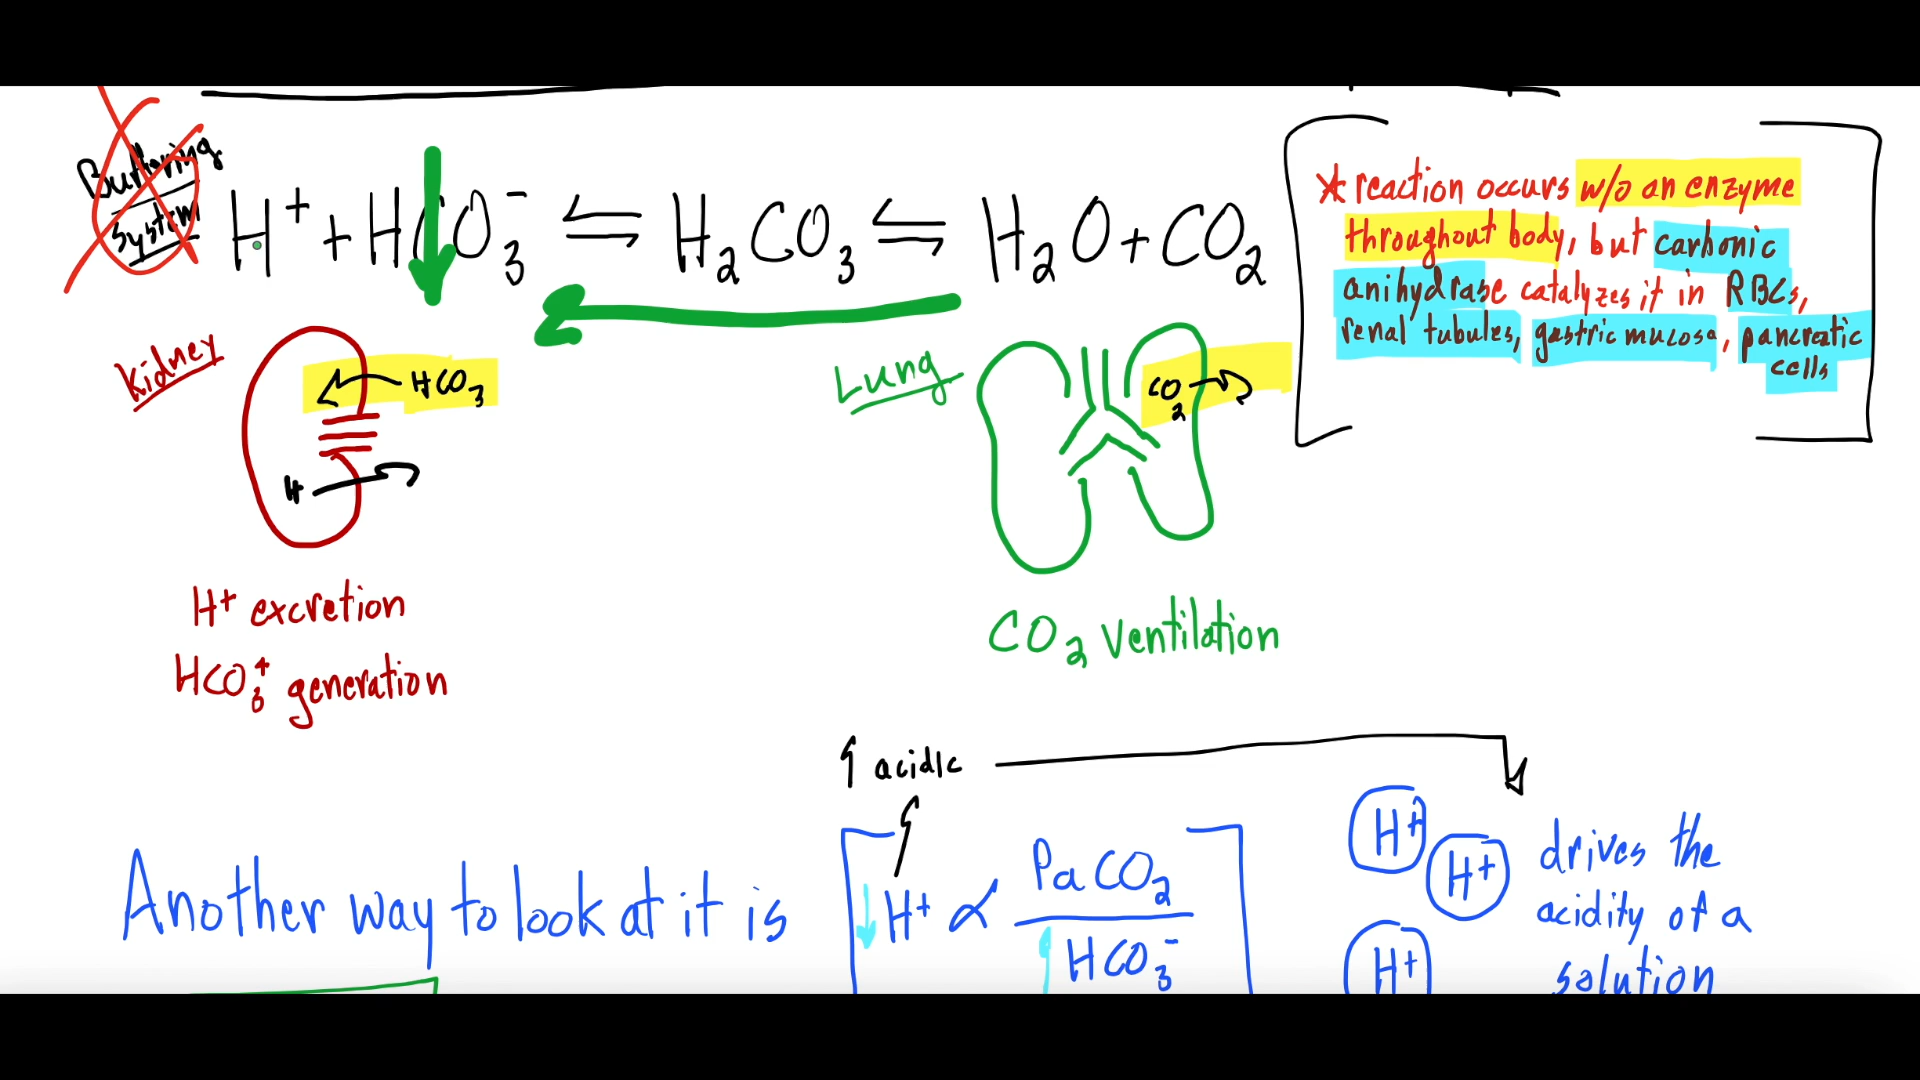 Buffering
System
H⁺ + HCO₃⁻ ⇌ H₂CO₃ ⇌ H₂O + CO₂
* reaction occurs w/o an enzyme
throughout body, but carbonic
anihydrase catalyzes it in RBCs,
renal tubules, gastric mucosa, pancreatic
cells
Kidney
HCO₃
H
H+ excretion
HCO₃⁺ generation
Lung
CO₂
CO₂ ventilation
↑ acidic
Another way to look at it is
↓ H⁺ ∝ PaCO₂
↑ HCO₃⁻
H⁺
H⁺
H⁺
drives the
acidity of a
solution